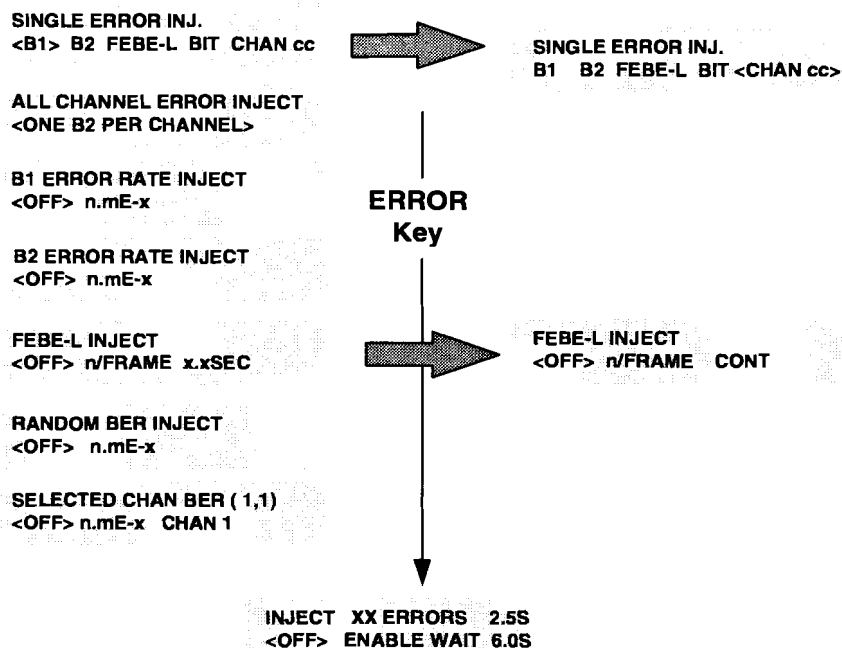 SINGLE ERROR INJ.
<B1> B2 FEBE-L BIT CHAN cc
SINGLE ERROR INJ.
B1 B2 FEBE-L BIT <CHAN cc>
ALL CHANNEL ERROR INJECT
<ONE B2 PER CHANNEL>
B1 ERROR RATE INJECT
<OFF> n.mE-x
ERROR
Key
B2 ERROR RATE INJECT
<OFF> n.mE-x
FEBE-L INJECT
<OFF> n/FRAME x.xSEC
FEBE-L INJECT
<OFF> n/FRAME CONT
RANDOM BER INJECT
<OFF> n.mE-x
SELECTED CHAN BER ( 1,1)
<OFF> n.mE-x CHAN 1
INJECT XX ERRORS 2.5S
<OFF> ENABLE WAIT 6.0S